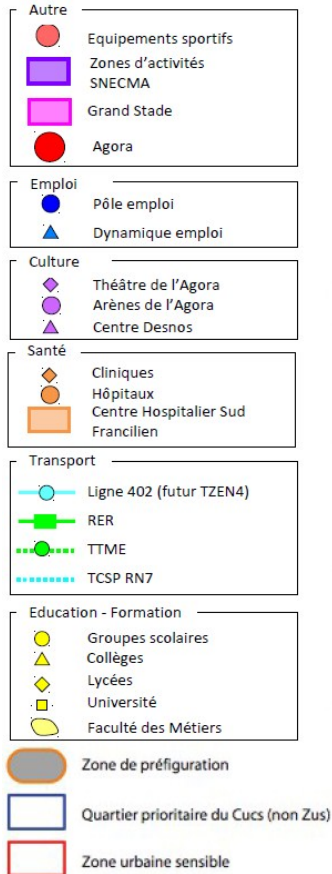 Autre
Equipements sportifs
Zones d'activités
SNECMA
Grand Stade
Agora
Emploi
Pôle emploi
Dynamique emploi
Culture
Théâtre de l'Agora
Arènes de l'Agora
Centre Desnos
Santé
Cliniques
Hôpitaux
Centre Hospitalier Sud
Francilien
Transport
Ligne 402 (futur TZEN4)
RER
TTME
TCSP RN7
Education - Formation
Groupes scolaires
Collèges
Lycées
Université
Faculté des Métiers
Zone de préfiguration
Quartier prioritaire du Cucs (non Zus)
Zone urbaine sensible